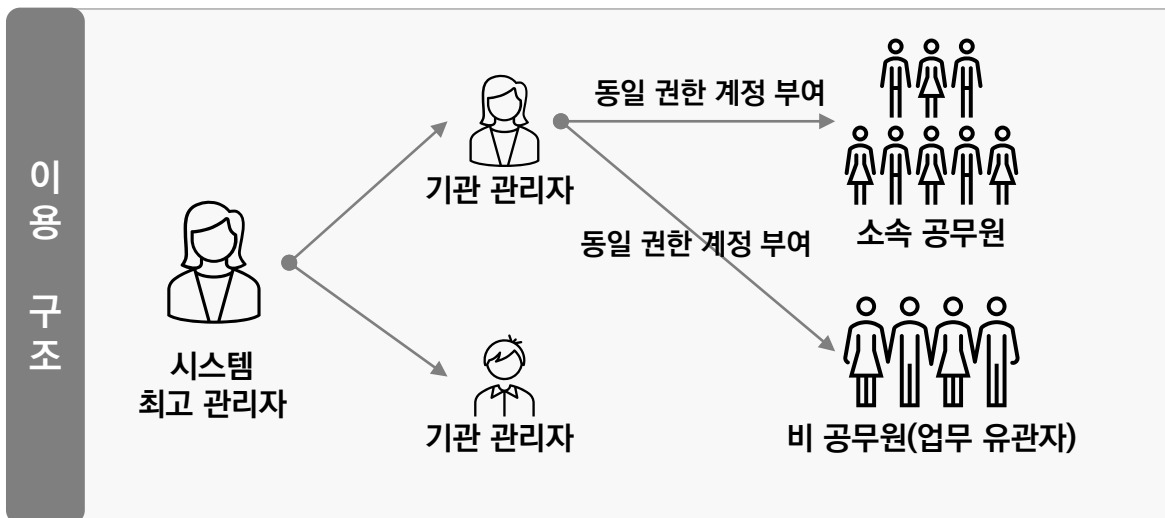 이용 구조
동일 권한 계정 부여
기관 관리자
소속 공무원
동일 권한 계정 부여
시스템
최고 관리자
기관 관리자
비 공무원(업무 유관자)